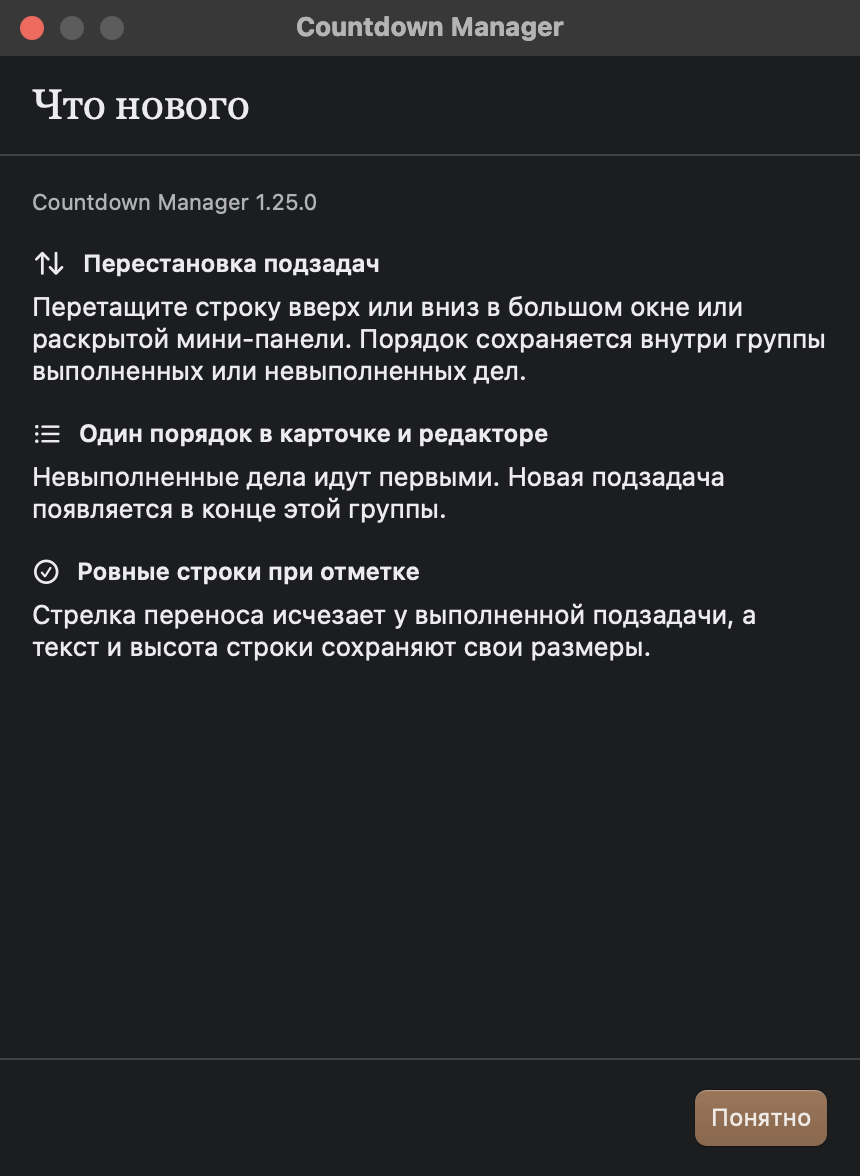 Countdown Manager
Что нового
Countdown Manager 1.25.0
Перестановка подзадач
Перетащите строку вверх или вниз в большом окне или
раскрытой мини-панели. Порядок сохраняется внутри группы
выполненных или невыполненных дел.
Один порядок в карточке и редакторе
Невыполненные дела идут первыми. Новая подзадача
появляется в конце этой группы.
Ровные строки при отметке
Стрелка переноса исчезает у выполненной подзадачи, а
текст и высота строки сохраняют свои размеры.
Понятно